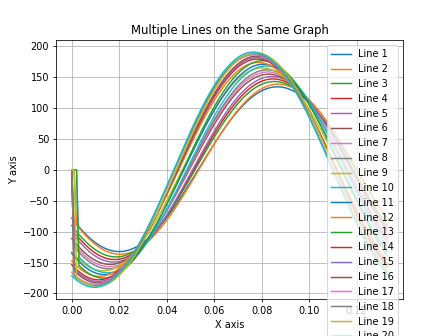 Multiple Lines on the Same Graph
200
150
100
50
0
−50
−100
−150
−200
Y axis
0.00
0.02
0.04
0.06
0.08
0.10
X axis
Line 1
Line 2
Line 3
Line 4
Line 5
Line 6
Line 7
Line 8
Line 9
Line 10
Line 11
Line 12
Line 13
Line 14
Line 15
Line 16
Line 17
Line 18
Line 19
Line 20